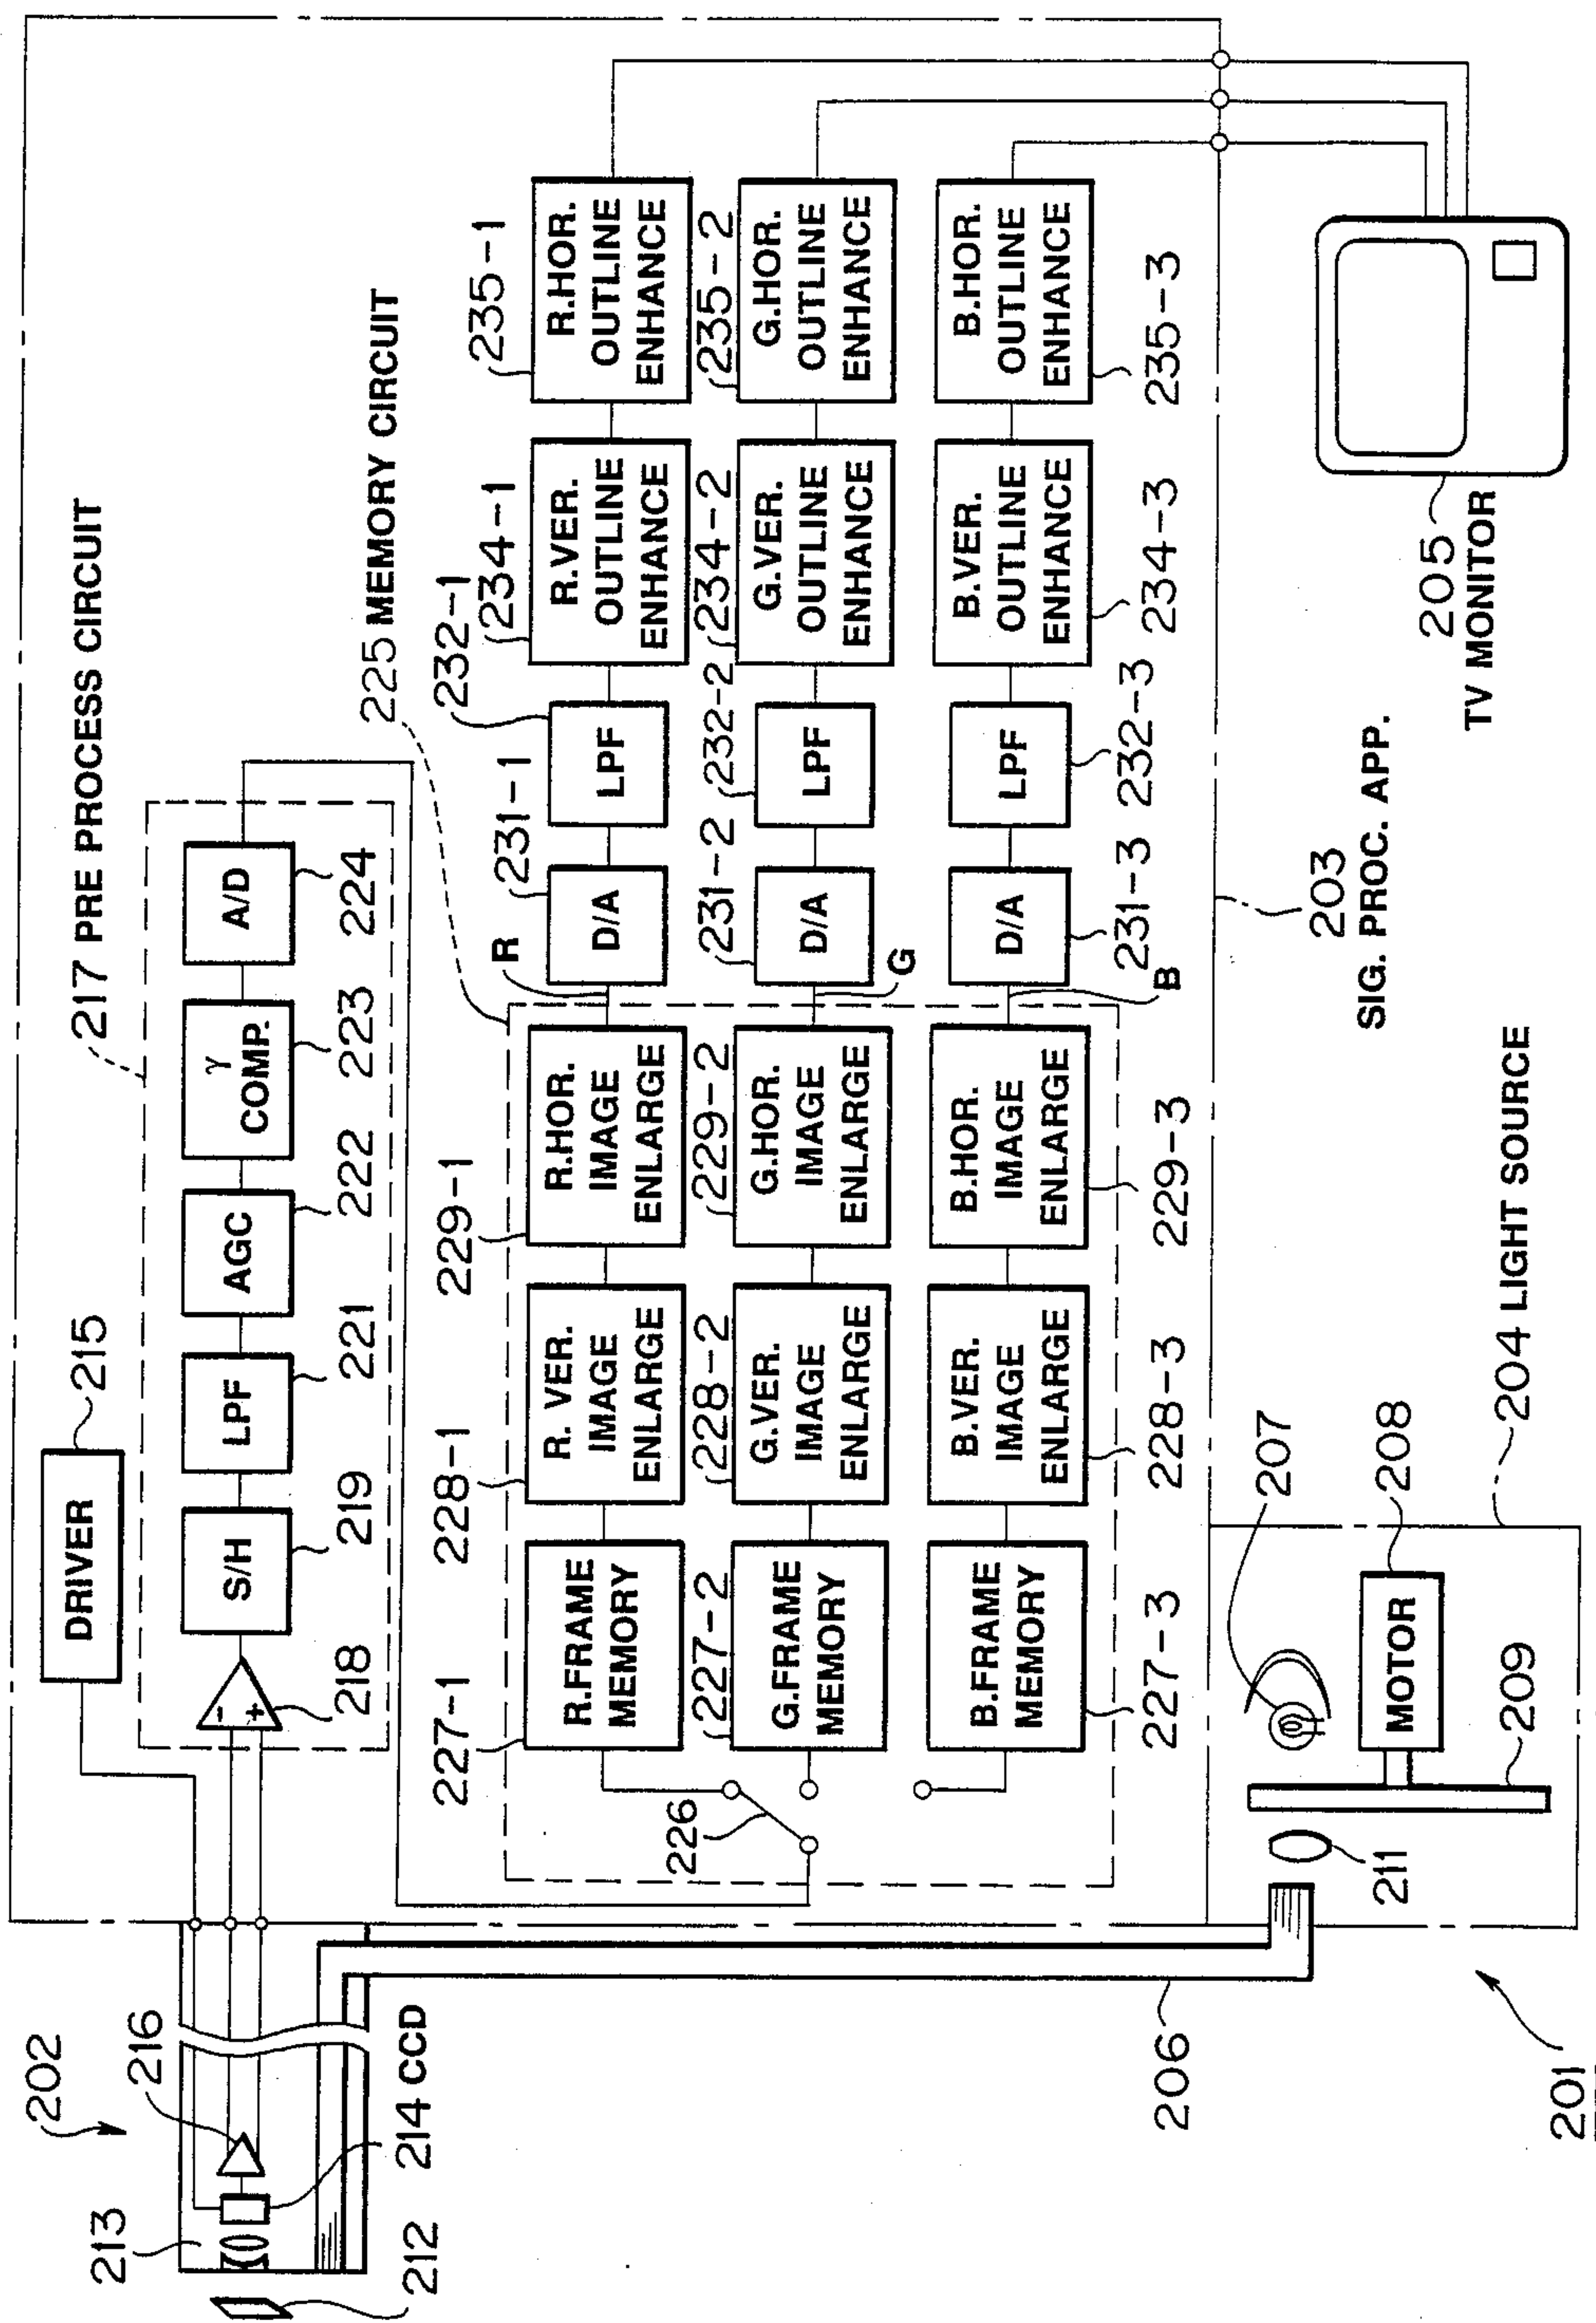 202
213
216
212
214 CCD
215
DRIVER
217 PRE PROCESS CIRCUIT
-
+
218
S/H
219
LPF
221
AGC
222
γ
COMP.
223
A/D
224
225 MEMORY CIRCUIT
226
227-1
R.FRAME
MEMORY
228-1
R. VER.
IMAGE
ENLARGE
229-1
R.HOR.
IMAGE
ENLARGE
R
231-1
D/A
232-1
LPF
234-1
R.VER.
OUTLINE
ENHANCE
235-1
R.HOR.
OUTLINE
ENHANCE
227-2
G.FRAME
MEMORY
228-2
G.VER.
IMAGE
ENLARGE
229-2
G.HOR.
IMAGE
ENLARGE
G
231-2
D/A
232-2
LPF
234-2
G.VER.
OUTLINE
ENHANCE
235-2
G.HOR.
OUTLINE
ENHANCE
B.FRAME
MEMORY
227-3
B.VER.
IMAGE
ENLARGE
228-3
B.HOR.
IMAGE
ENLARGE
229-3
B
D/A
231-3
LPF
232-3
B.VER.
OUTLINE
ENHANCE
234-3
B.HOR.
OUTLINE
ENHANCE
235-3
206
201
211
207
MOTOR
208
209
204 LIGHT SOURCE
203
SIG. PROC. APP.
205
TV MONITOR